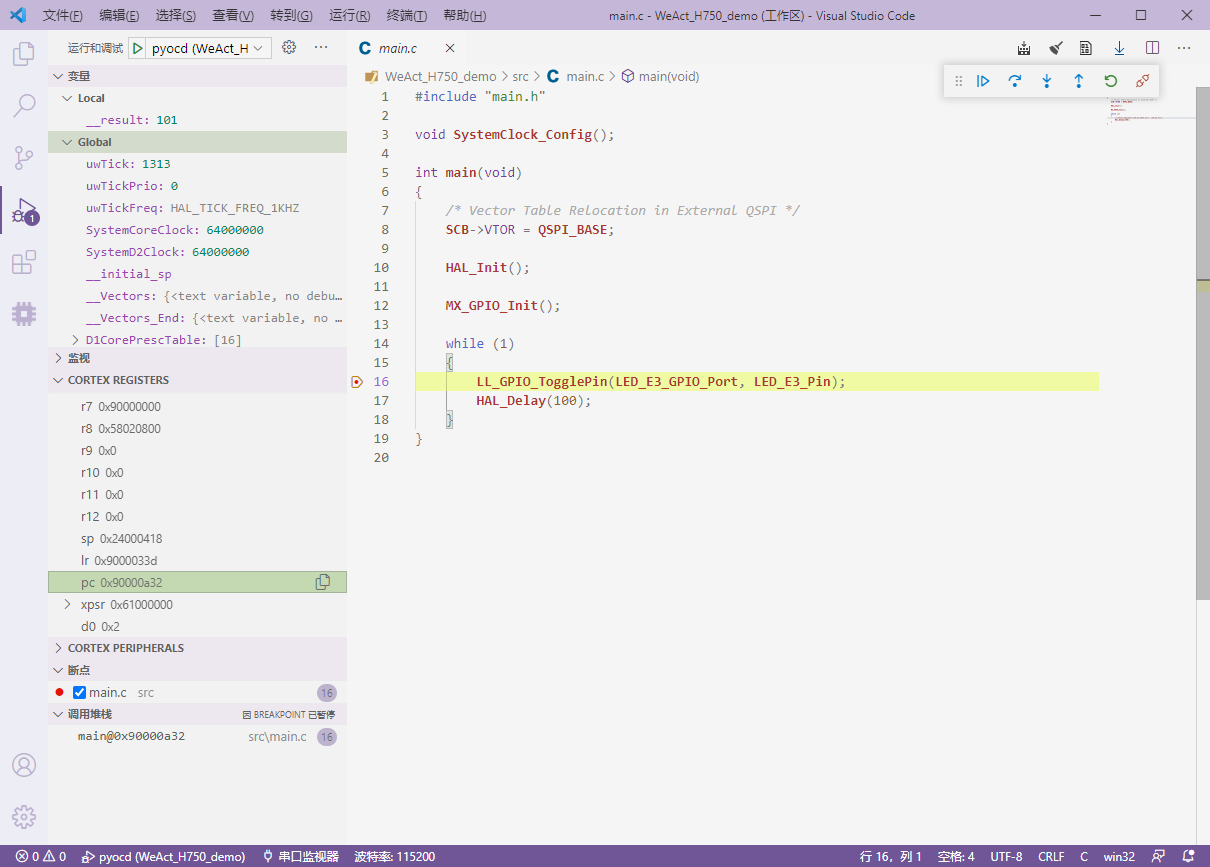 文件(F) 编辑(E) 选择(S) 查看(V) 转到(G) 运行(R) 终端(T) 帮助(H) main.c - WeAct_H750_demo (工作区) - Visual Studio Code
运行和调试 pyocd (WeAct_H
变量
Local
__result: 101
Global
uwTick: 1313
uwTickPrio: 0
uwTickFreq: HAL_TICK_FREQ_1KHZ
SystemCoreClock: 64000000
SystemD2Clock: 64000000
__initial_sp
__Vectors: {<text variable, no debu…
__Vectors_End: {<text variable, no …
D1CorePrescTable: [16]
监视
CORTEX REGISTERS
r7 0x90000000
r8 0x58020800
r9 0x0
r10 0x0
r11 0x0
r12 0x0
sp 0x24000418
lr 0x9000033d
pc 0x90000a32
xpsr 0x61000000
d0 0x2
CORTEX PERIPHERALS
断点
main.c src 16
调用堆栈 因 BREAKPOINT 已暂停
main@0x90000a32 src\main.c 16
1
main.c
WeAct_H750_demo > src > main.c > main(void)
1 #include "main.h"
2
3 void SystemClock_Config();
4
5 int main(void)
6 {
7 /* Vector Table Relocation in External QSPI */
8 SCB->VTOR = QSPI_BASE;
9
10 HAL_Init();
11
12 MX_GPIO_Init();
13
14 while (1)
15 {
16 LL_GPIO_TogglePin(LED_E3_GPIO_Port, LED_E3_Pin);
17 HAL_Delay(100);
18 }
19 }
20
0 0 pyocd (WeAct_H750_demo) 串口监视器 波特率: 115200 行 16，列 1 空格: 4 UTF-8 CRLF C win32